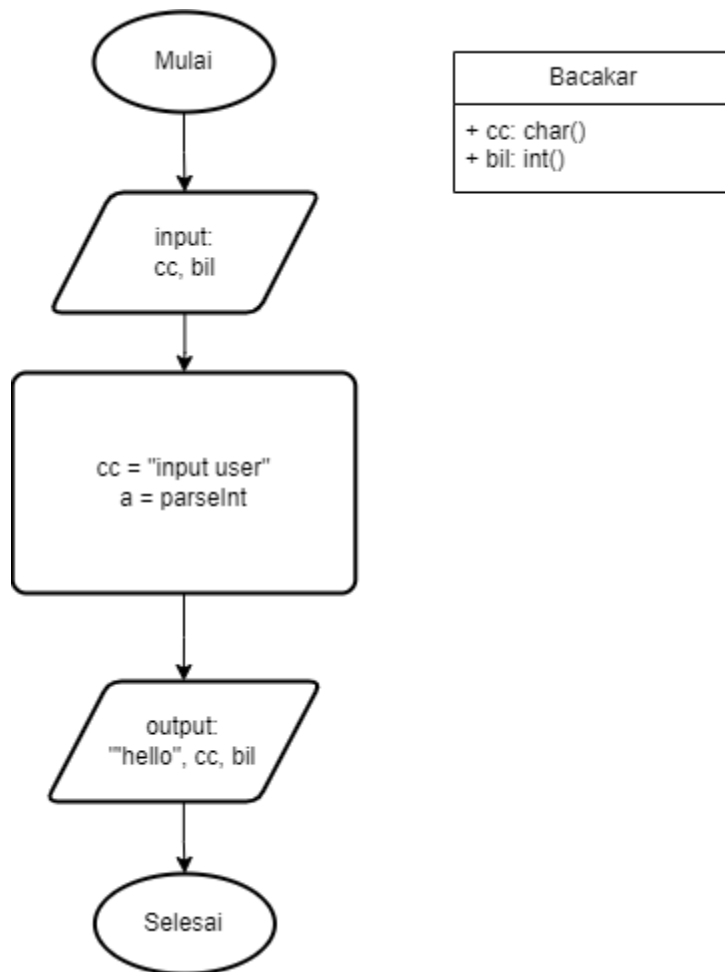 Mulai
input:
cc, bil
cc = "input user"
a = parseInt
output:
""hello", cc, bil
Selesai
Bacakar
+ cc: char()
+ bil: int()